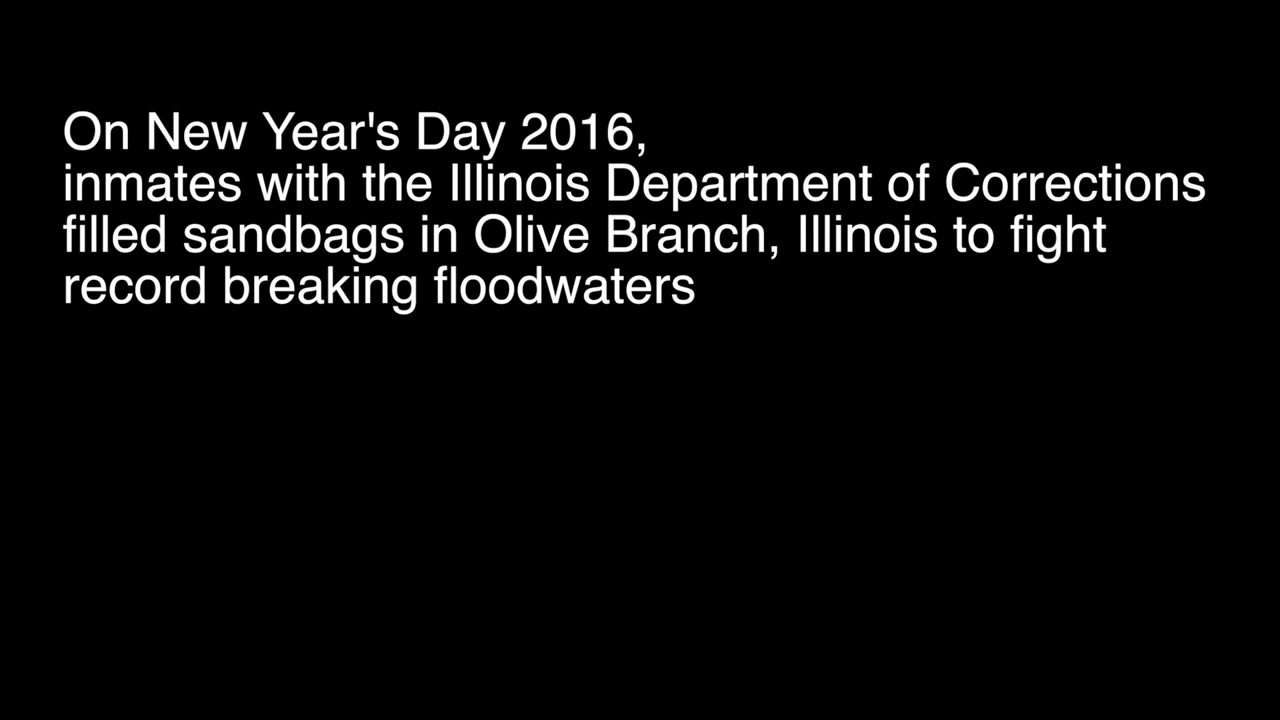 On New Year's Day 2016,
inmates with the Illinois Department of Corrections
filled sandbags in Olive Branch, Illinois to fight
record breaking floodwaters